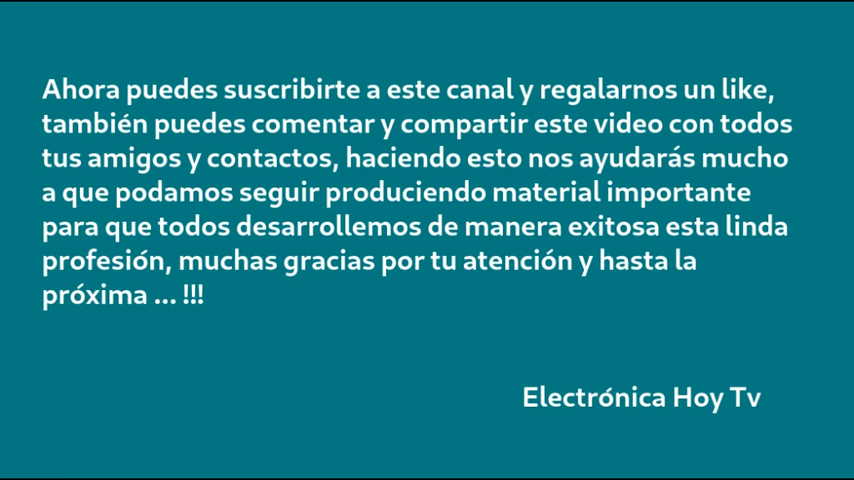 Ahora puedes suscribirte a este canal y regalarnos un like,
también puedes comentar y compartir este video con todos
tus amigos y contactos, haciendo esto nos ayudarás mucho
a que podamos seguir produciendo material importante
para que todos desarrollemos de manera exitosa esta linda
profesión, muchas gracias por tu atención y hasta la
próxima ... !!!
Electrónica Hoy Tv